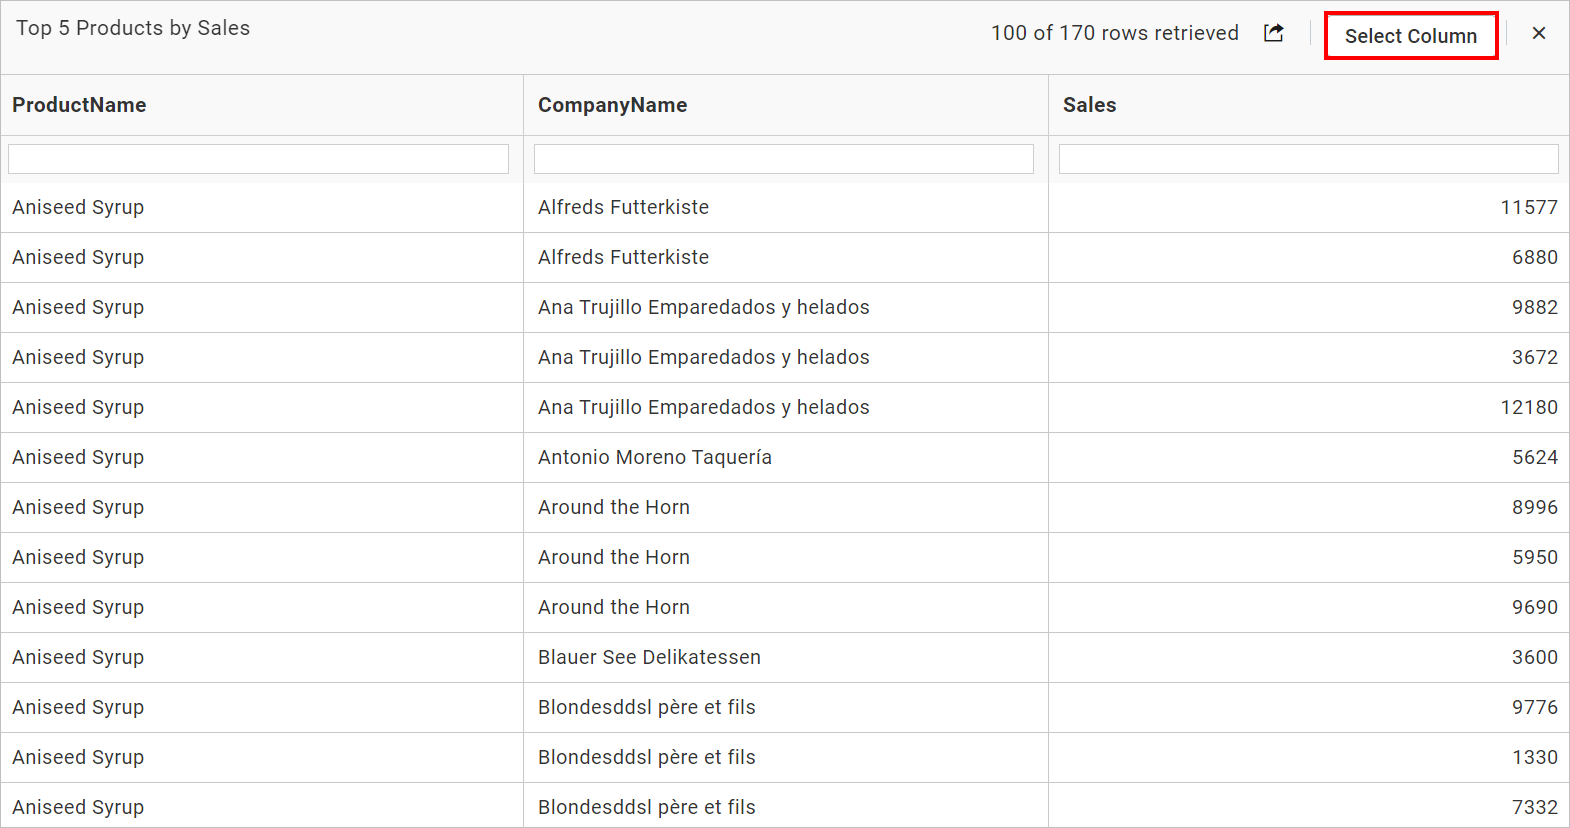 Top 5 Products by Sales 100 of 170 rows retrieved Select Column
ProductName CompanyName Sales
Aniseed Syrup Alfreds Futterkiste 11577
Aniseed Syrup Alfreds Futterkiste 6880
Aniseed Syrup Ana Trujillo Emparedados y helados 9882
Aniseed Syrup Ana Trujillo Emparedados y helados 3672
Aniseed Syrup Ana Trujillo Emparedados y helados 12180
Aniseed Syrup Antonio Moreno Taquería 5624
Aniseed Syrup Around the Horn 8996
Aniseed Syrup Around the Horn 5950
Aniseed Syrup Around the Horn 9690
Aniseed Syrup Blauer See Delikatessen 3600
Aniseed Syrup Blondesddsl père et fils 9776
Aniseed Syrup Blondesddsl père et fils 1330
Aniseed Syrup Blondesddsl père et fils 7332